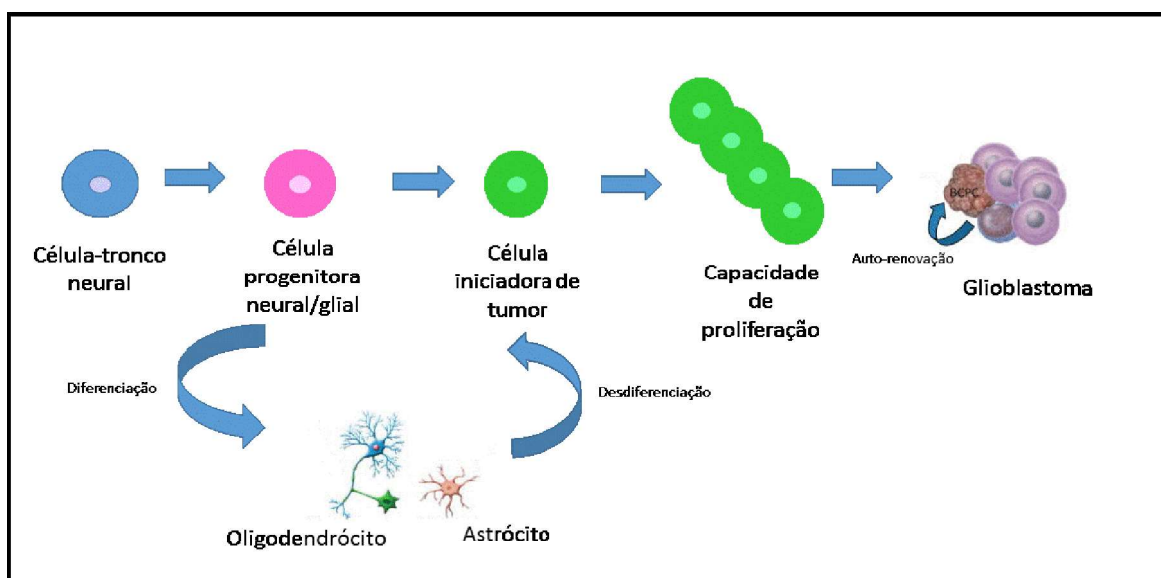 Célula-tronco
neural
Célula
progenitora
neural/glial
Célula
iniciadora de
tumor
Capacidade
de
proliferação
BCPC
Auto-renovação
Glioblastoma
Diferenciação
Desdiferenciação
Oligodendrócito
Astrócito